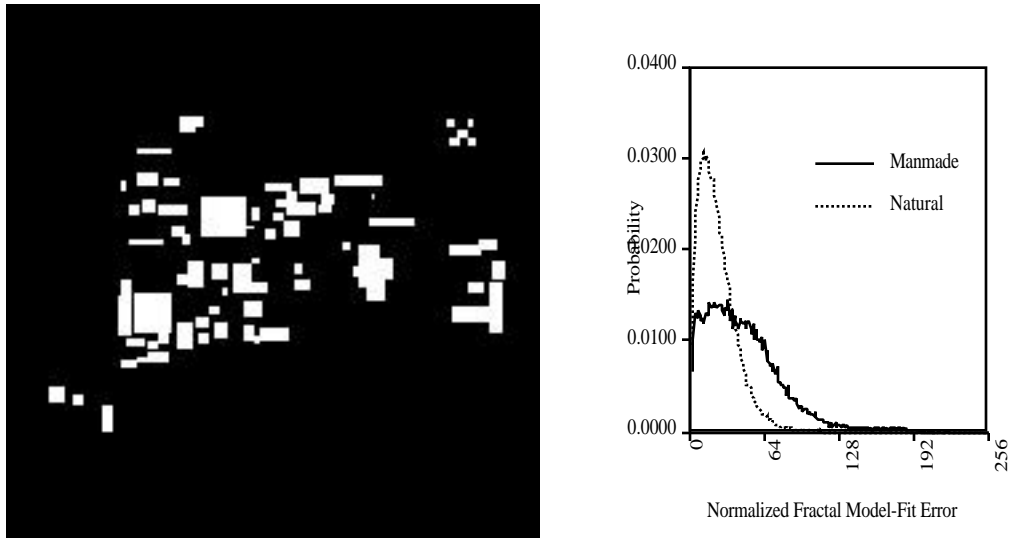 0.0400
0.0300
0.0200
0.0100
0.0000
Probability
Manmade
Natural
0
64
128
192
256
Normalized Fractal Model-Fit Error